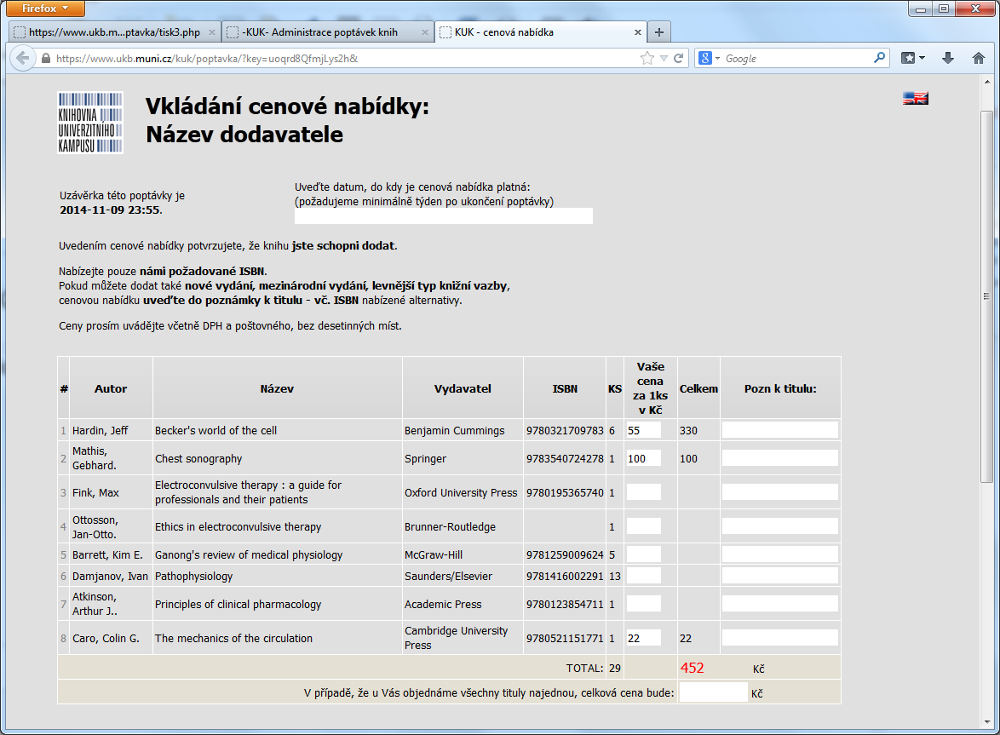 Firefox
https://www.ukb.m...ptavka/tisk3.php
-KUK- Administrace poptávek knih
KUK - cenová nabídka
https://www.ukb.muni.cz/kuk/poptavka/?key=uoqrd8QfmjLys2h&
Google
KNIHOVNA
UNIVERZITNÍHO
KAMPUSU
Vkládání cenové nabídky:
Název dodavatele
Uzávěrka této poptávky je
2014-11-09 23:55.
Uveďte datum, do kdy je cenová nabídka platná:
(požadujeme minimálně týden po ukončení poptávky)
Uvedením cenové nabídky potvrzujete, že knihu jste schopni dodat.
Nabízejte pouze námi požadované ISBN.
Pokud můžete dodat také nové vydání, mezinárodní vydání, levnější typ knižní vazby,
cenovou nabídku uveďte do poznámky k titulu - vč. ISBN nabízené alternativy.
Ceny prosím uvádějte včetně DPH a poštovného, bez desetinných míst.
# Autor Název Vydavatel ISBN KS Vaše cena za 1ks v Kč Celkem Pozn k titulu:
1 Hardin, Jeff Becker's world of the cell Benjamin Cummings 9780321709783 6 55 330
2 Mathis, Gebhard. Chest sonography Springer 9783540724278 1 100 100
3 Fink, Max Electroconvulsive therapy : a guide for professionals and their patients Oxford University Press 9780195365740 1
4 Ottosson, Jan-Otto. Ethics in electroconvulsive therapy Brunner-Routledge 1
5 Barrett, Kim E. Ganong's review of medical physiology McGraw-Hill 9781259009624 5
6 Damjanov, Ivan Pathophysiology Saunders/Elsevier 9781416002291 13
7 Atkinson, Arthur J.. Principles of clinical pharmacology Academic Press 9780123854711 1
8 Caro, Colin G. The mechanics of the circulation Cambridge University Press 9780521151771 1 22 22
TOTAL: 29 452 Kč
V případě, že u Vás objednáme všechny tituly najednou, celková cena bude: Kč